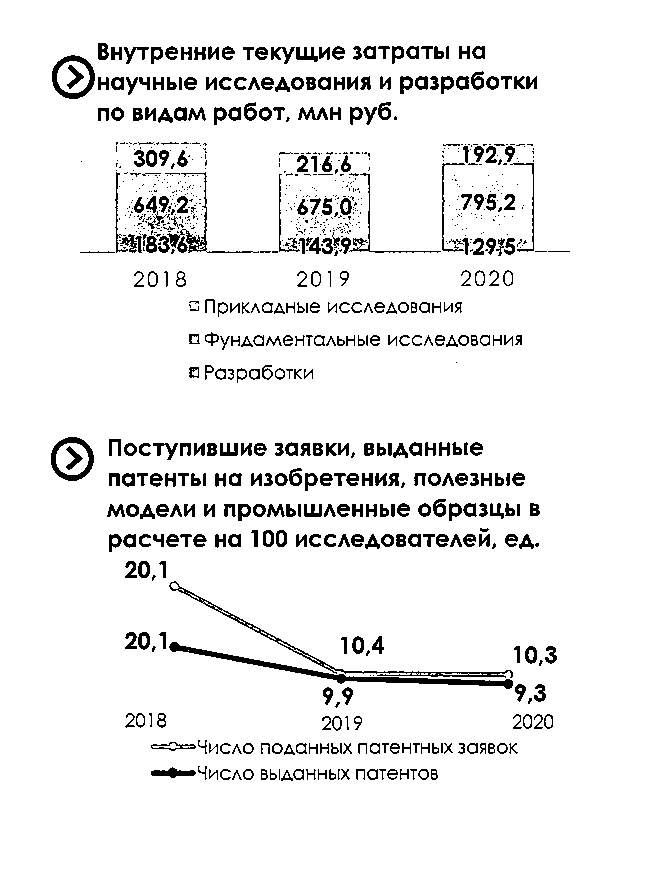 Внутренние текущие затраты на
научные исследования и разработки
по видам работ, млн руб.
309,6 216,6 192,9
649,2 675,0 795,2
183,6 143,9 129,5
2018 2019 2020
Прикладные исследования
Фундаментальные исследования
Разработки
Поступившие заявки, выданные
патенты на изобретения, полезные
модели и промышленные образцы в
расчете на 100 исследователей, ед.
20,1
20,1 10,4 10,3
9,9 9,3
2018 2019 2020
Число поданных патентных заявок
Число выданных патентов